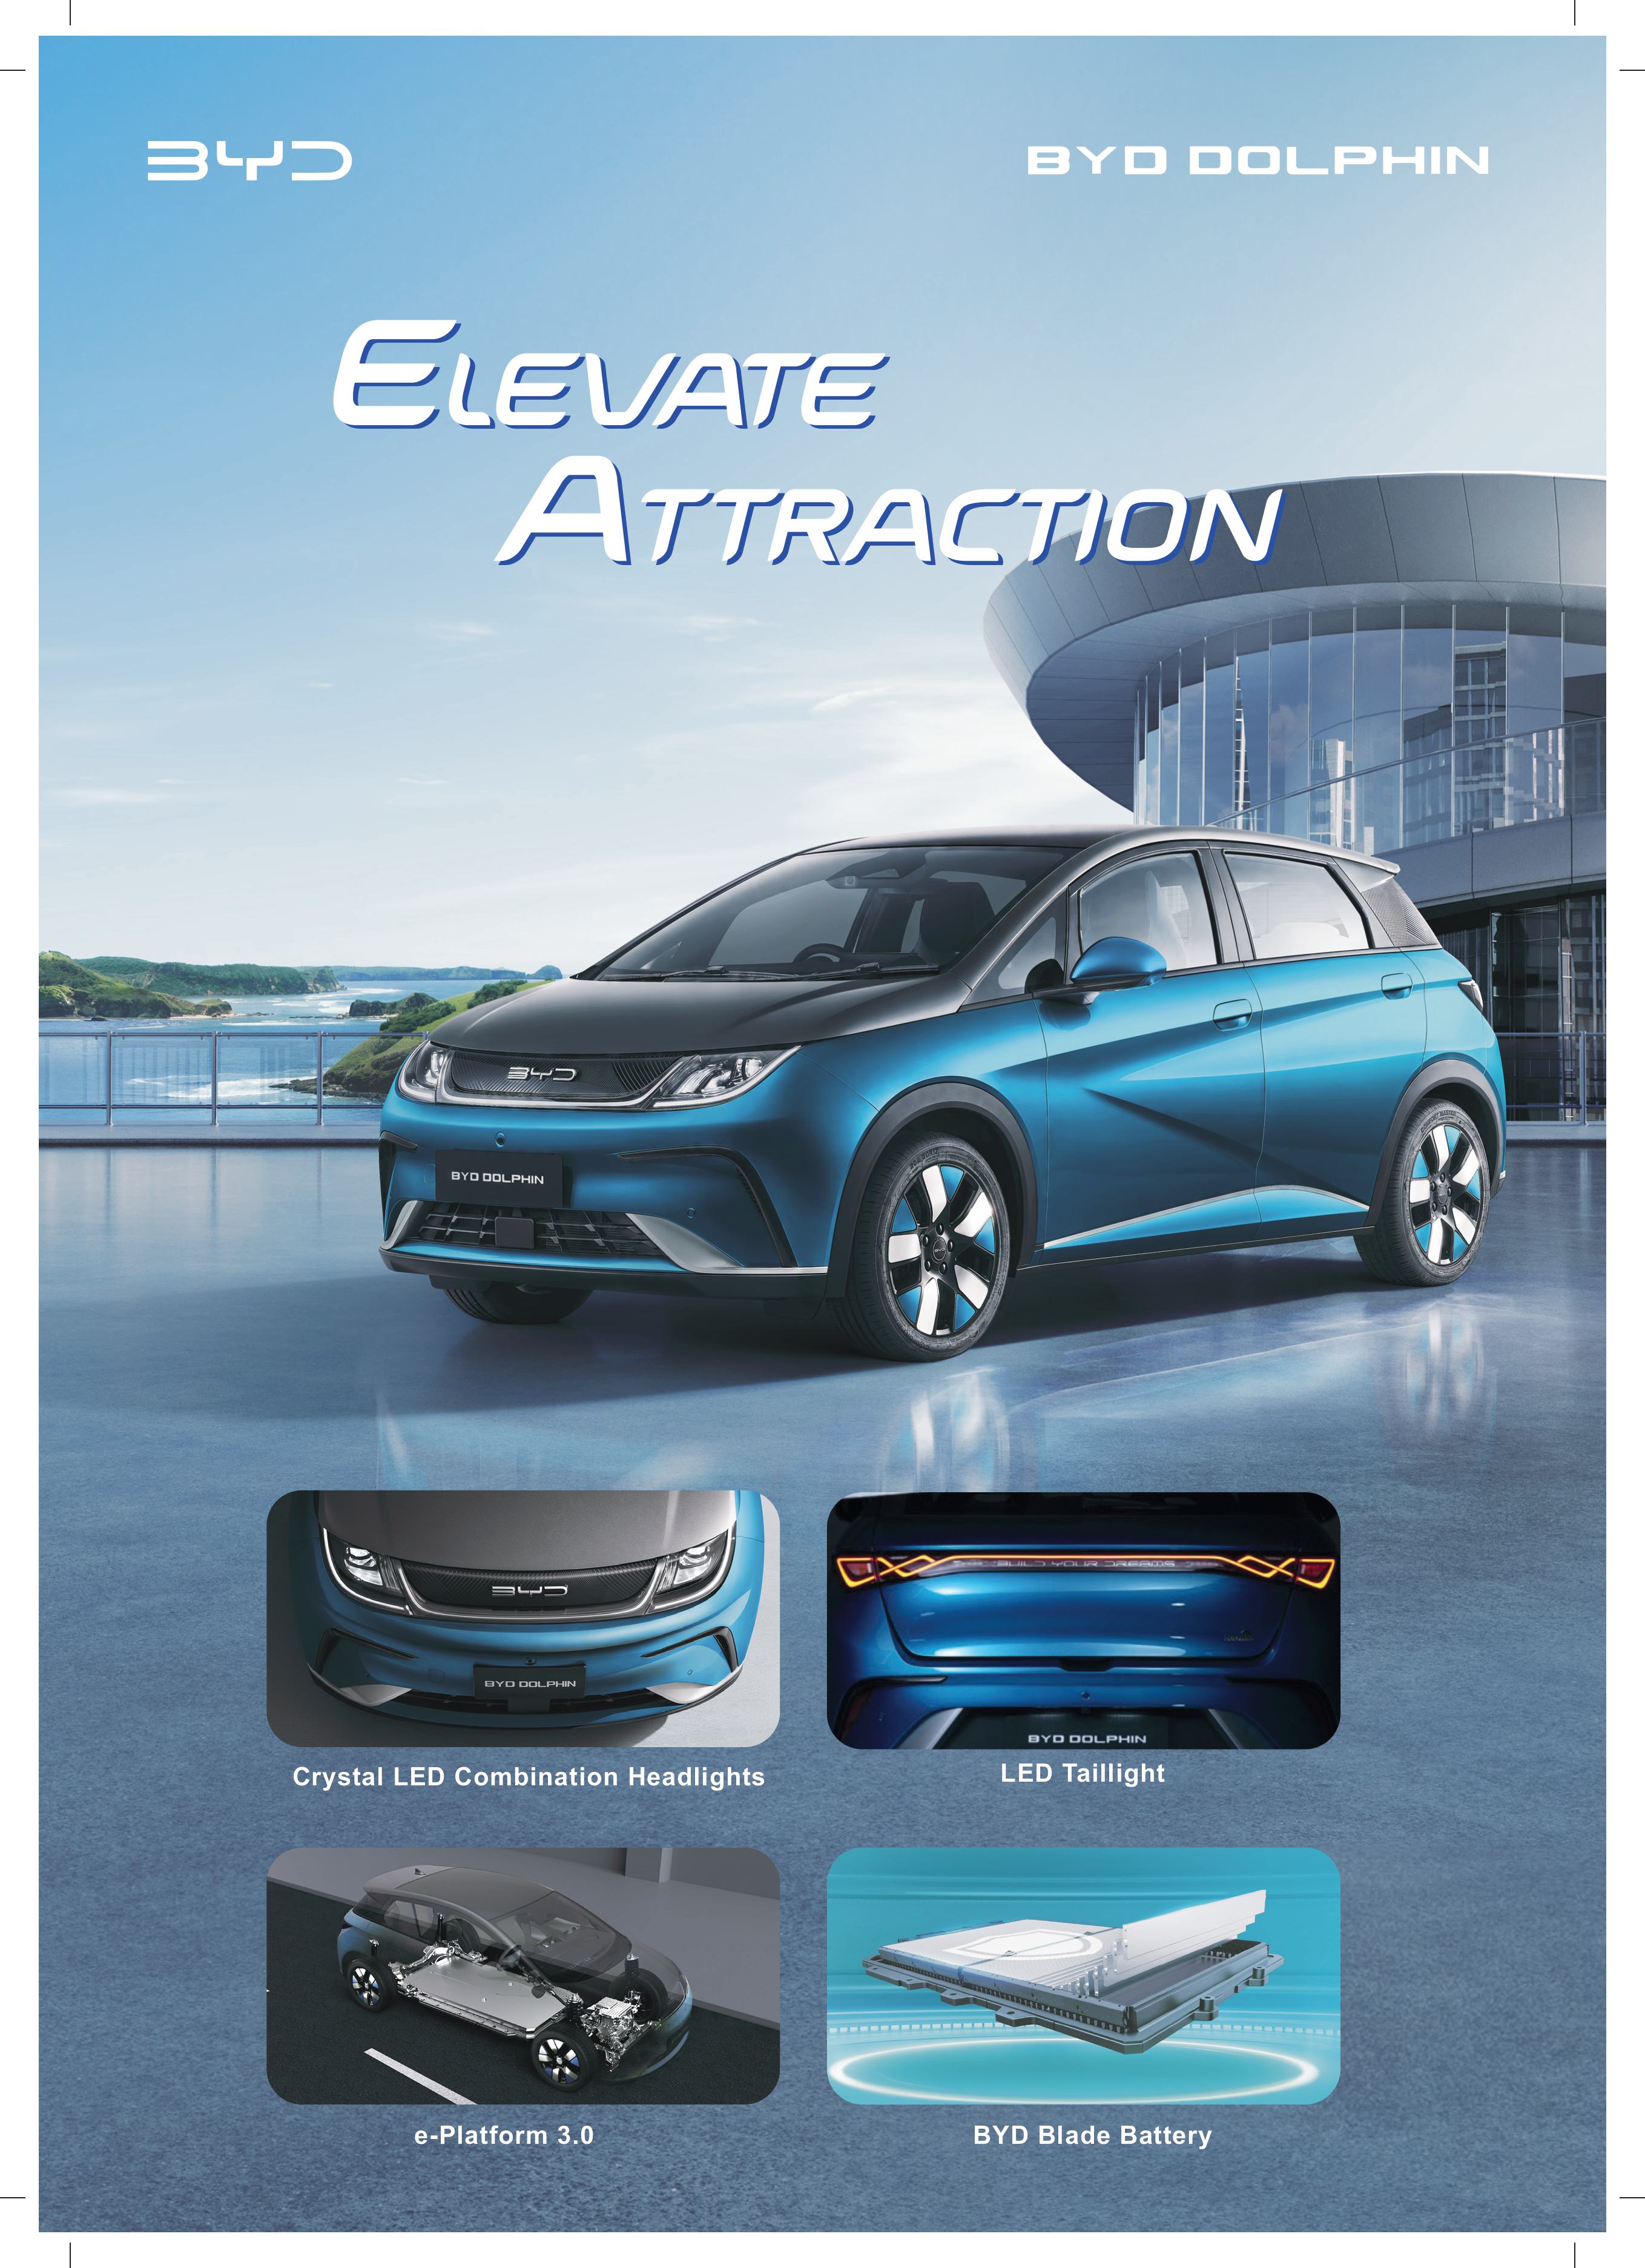 BYD
BYD DOLPHIN
ELEVATE
ATTRACTION
BYD
BYD DOLPHIN
BYD
BYD DOLPHIN
BUILD YOUR DREAMS
BYD DOLPHIN
Crystal LED Combination Headlights
LED Taillight
e-Platform 3.0
BYD Blade Battery